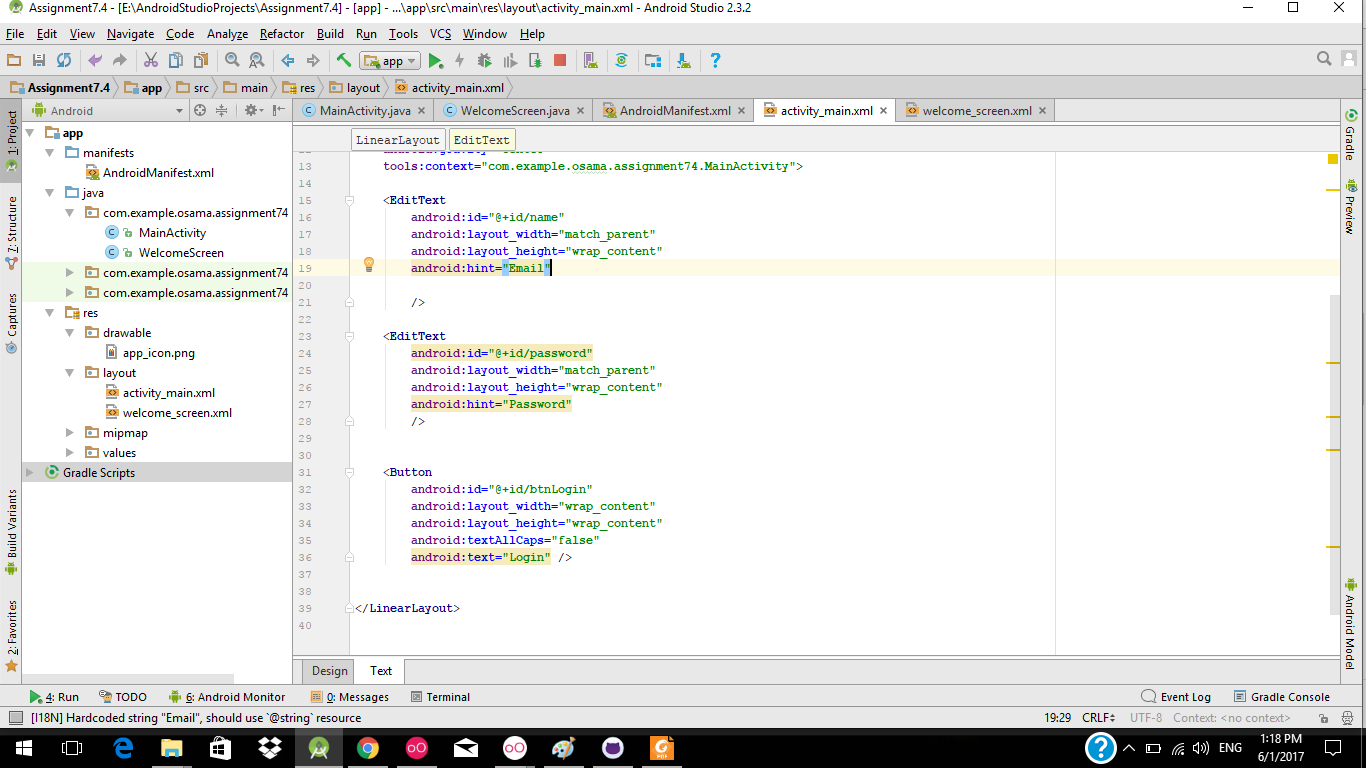 Assignment7.4 - [E:\AndroidStudioProjects\Assignment7.4] - [app] - ...\app\src\main\res\layout\activity_main.xml - Android Studio 2.3.2
File Edit View Navigate Code Analyze Refactor Build Run Tools VCS Window Help
app
Assignment7.4 app src main res layout activity_main.xml
Android
MainActivity.java WelcomeScreen.java AndroidManifest.xml activity_main.xml welcome_screen.xml
LinearLayout EditText
1: Project
7: Structure
Captures
Build Variants
2: Favorites
app
manifests
AndroidManifest.xml
java
com.example.osama.assignment74
MainActivity
WelcomeScreen
com.example.osama.assignment74
com.example.osama.assignment74
res
drawable
app_icon.png
layout
activity_main.xml
welcome_screen.xml
mipmap
values
Gradle Scripts
13 tools:context="com.example.osama.assignment74.MainActivity">
14
15 <EditText
16 android:id="@+id/name"
17 android:layout_width="match_parent"
18 android:layout_height="wrap_content"
19 android:hint="Email"
20
21 />
22
23 <EditText
24 android:id="@+id/password"
25 android:layout_width="match_parent"
26 android:layout_height="wrap_content"
27 android:hint="Password"
28 />
29
30
31 <Button
32 android:id="@+id/btnLogin"
33 android:layout_width="wrap_content"
34 android:layout_height="wrap_content"
35 android:textAllCaps="false"
36 android:text="Login" />
37
38
39 </LinearLayout>
40
Gradle
Preview
Android Model
Design Text
4: Run TODO 6: Android Monitor 0: Messages Terminal Event Log Gradle Console
[I18N] Hardcoded string "Email", should use `@string` resource 19:29 CRLF UTF-8 Context: <no context>
ENG
1:18 PM
6/1/2017
PDF